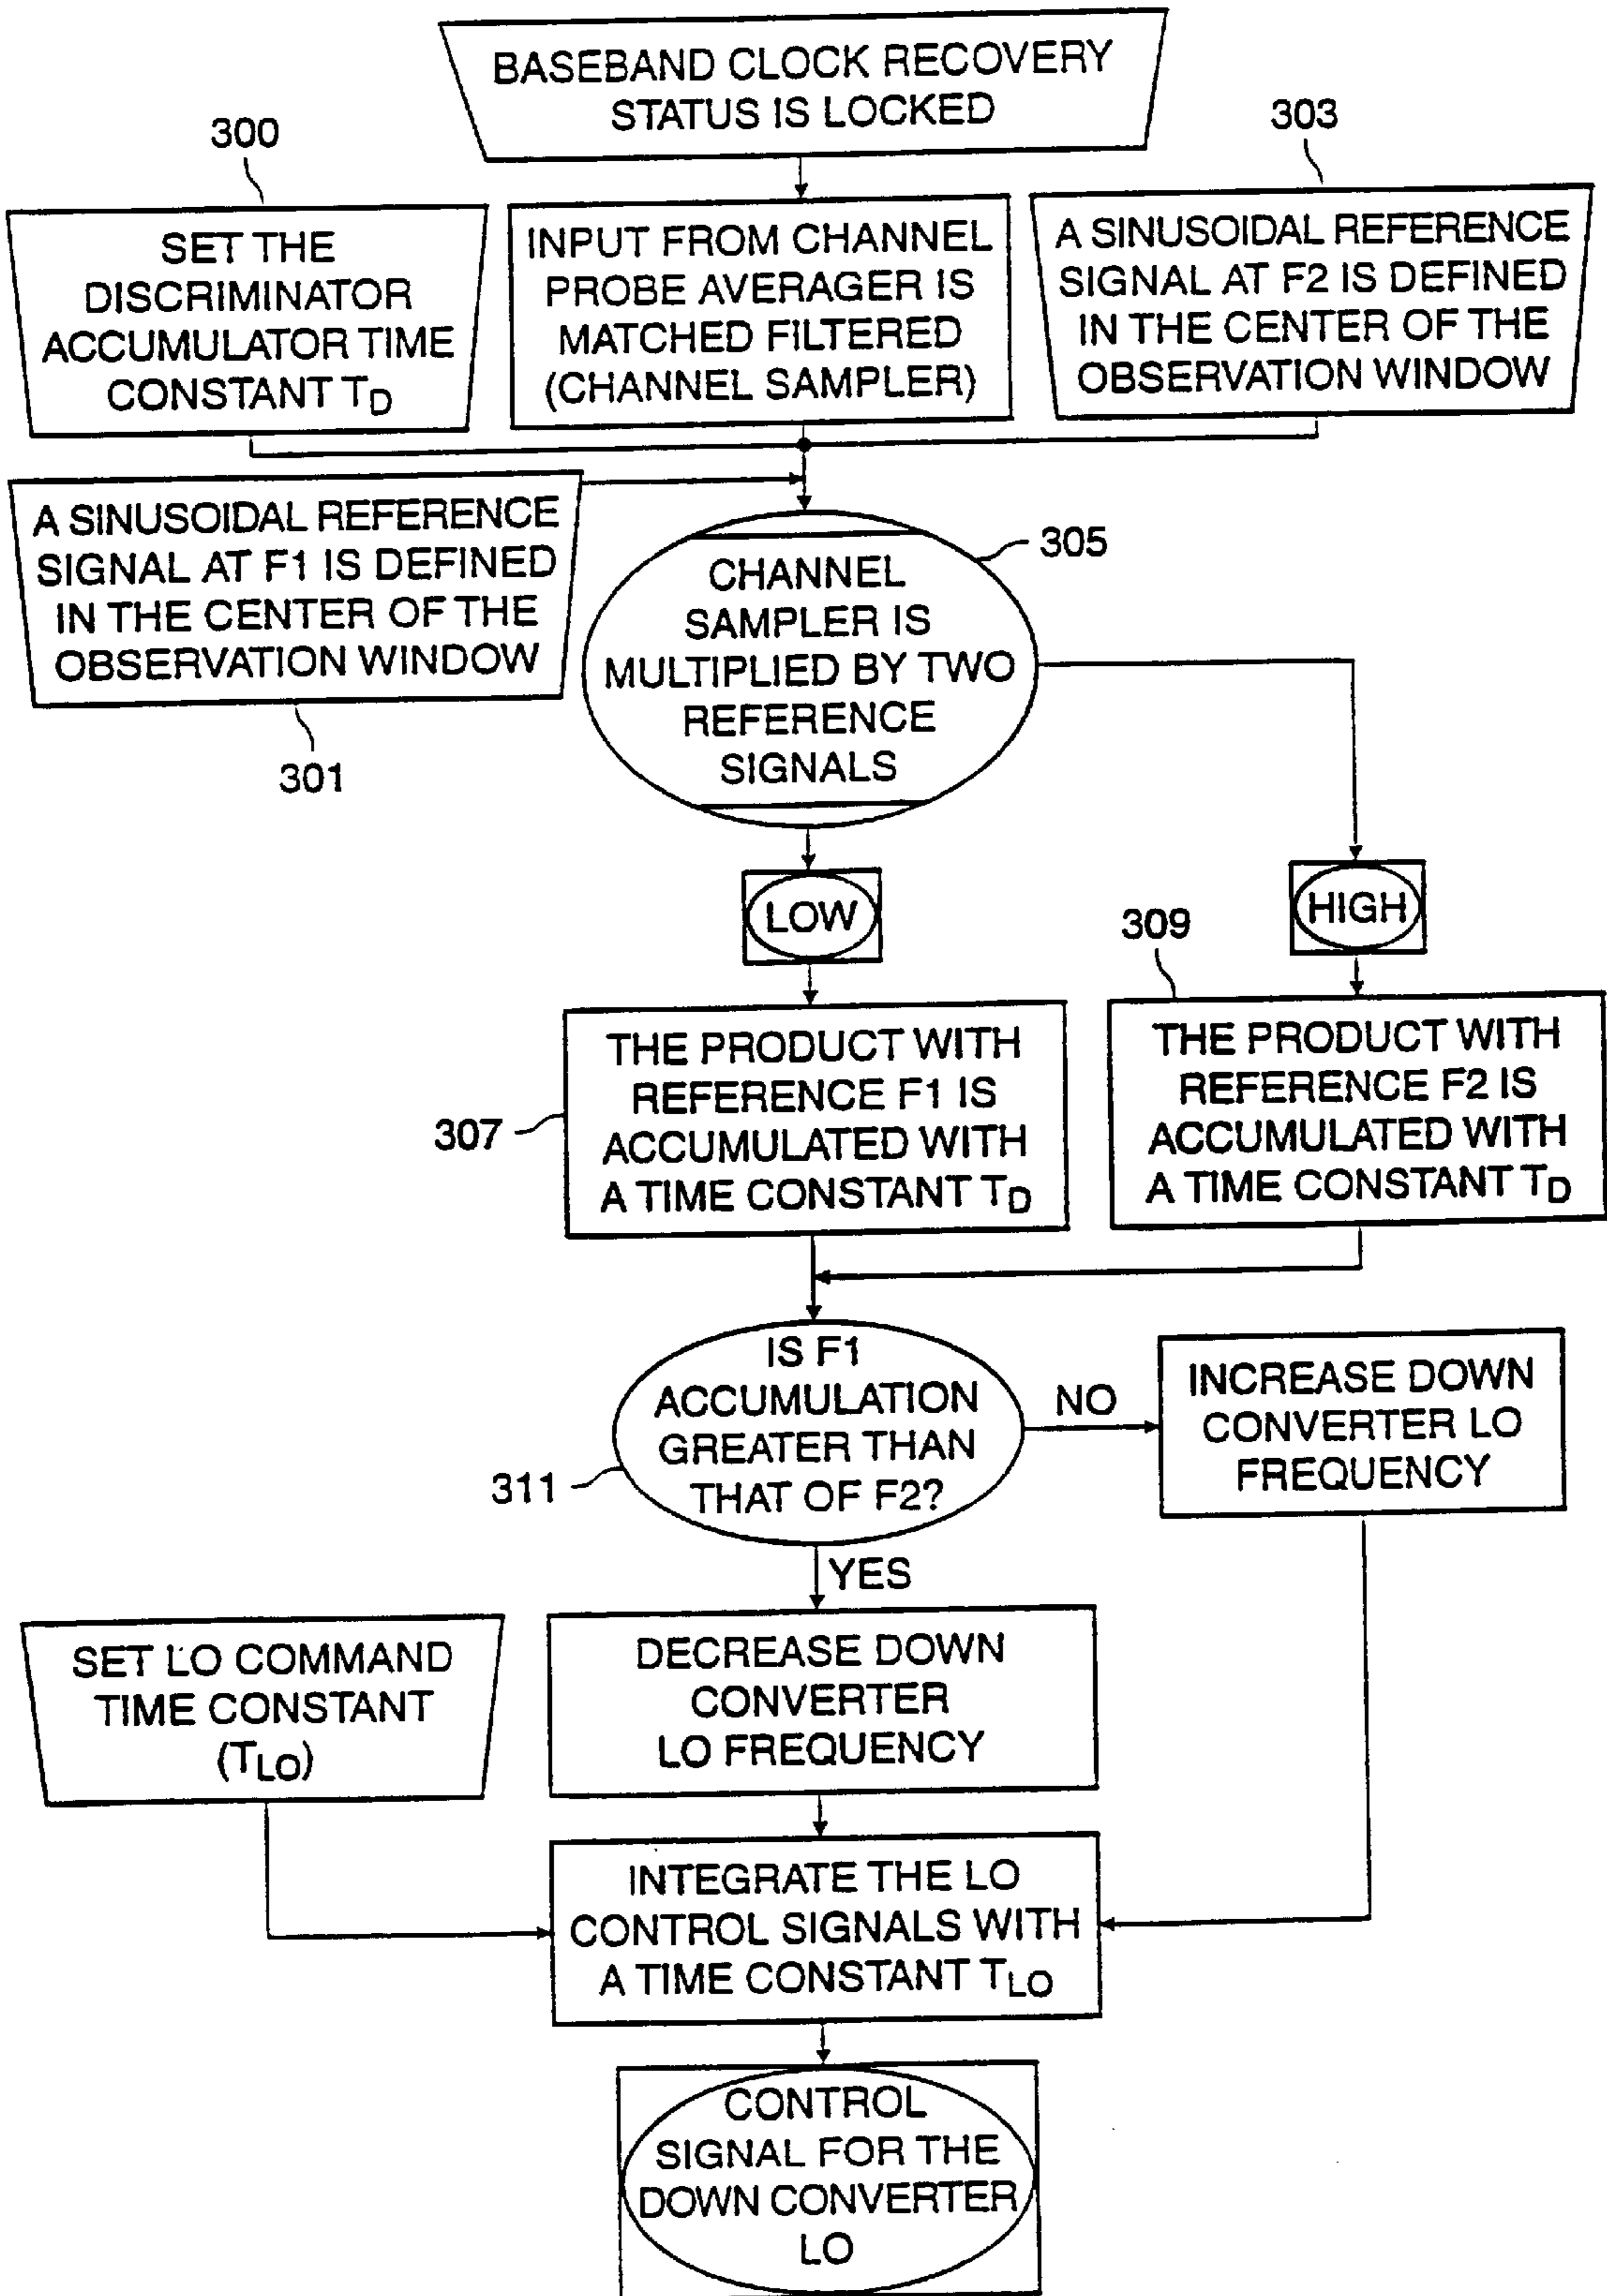 BASEBAND CLOCK RECOVERY
STATUS IS LOCKED
300
303
SET THE
DISCRIMINATOR
ACCUMULATOR TIME
CONSTANT TD
INPUT FROM CHANNEL
PROBE AVERAGER IS
MATCHED FILTERED
(CHANNEL SAMPLER)
A SINUSOIDAL REFERENCE
SIGNAL AT F2 IS DEFINED
IN THE CENTER OF THE
OBSERVATION WINDOW
A SINUSOIDAL REFERENCE
SIGNAL AT F1 IS DEFINED
IN THE CENTER OF THE
OBSERVATION WINDOW
301
305
CHANNEL
SAMPLER IS
MULTIPLIED BY TWO
REFERENCE
SIGNALS
LOW
HIGH
309
307
THE PRODUCT WITH
REFERENCE F1 IS
ACCUMULATED WITH
A TIME CONSTANT TD
THE PRODUCT WITH
REFERENCE F2 IS
ACCUMULATED WITH
A TIME CONSTANT TD
IS F1
ACCUMULATION
GREATER THAN
THAT OF F2?
311
NO
INCREASE DOWN
CONVERTER LO
FREQUENCY
YES
SET LO COMMAND
TIME CONSTANT
(TLO)
DECREASE DOWN
CONVERTER
LO FREQUENCY
INTEGRATE THE LO
CONTROL SIGNALS WITH
A TIME CONSTANT TLO
CONTROL
SIGNAL FOR THE
DOWN CONVERTER
LO